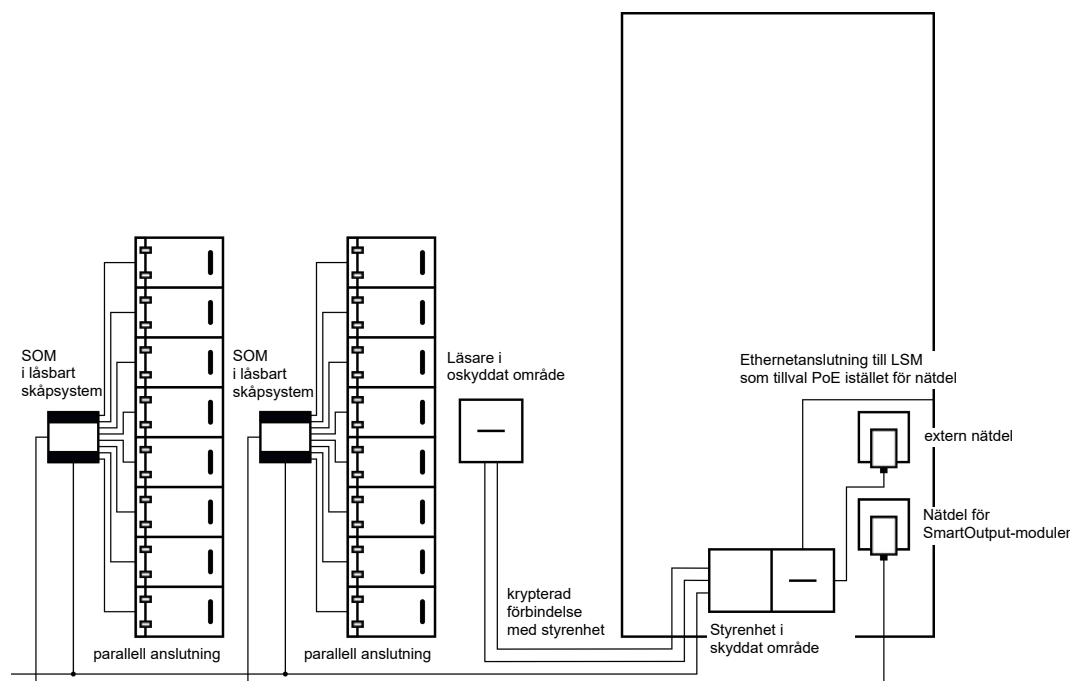 SOM
i låsbart
skåpsystem
SOM
i låsbart
skåpsystem
Läsare i
oskyddat område
Ethernetanslutning till LSM
som tillval PoE istället för nätdel
extern nätdel
Nätdel för
SmartOutput-moduler
krypterad
förbindelse
med styrenhet
Styrenhet i
skyddat område
parallell anslutning
parallell anslutning